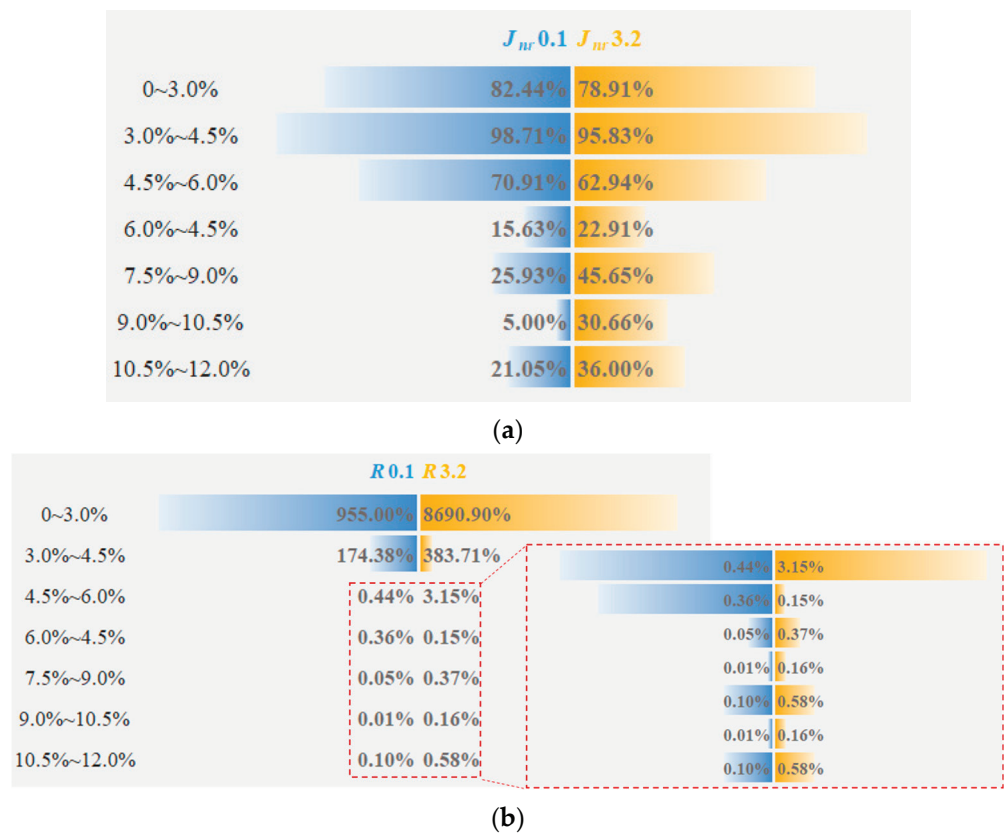 J nr 0.1 J nr 3.2
0~3.0% 82.44% 78.91%
3.0%~4.5% 98.71% 95.83%
4.5%~6.0% 70.91% 62.94%
6.0%~4.5% 15.63% 22.91%
7.5%~9.0% 25.93% 45.65%
9.0%~10.5% 5.00% 30.66%
10.5%~12.0% 21.05% 36.00%
(a)
R 0.1 R 3.2
0~3.0% 955.00% 8690.90%
3.0%~4.5% 174.38% 383.71%
4.5%~6.0% 0.44% 3.15%
6.0%~4.5% 0.36% 0.15%
7.5%~9.0% 0.05% 0.37%
9.0%~10.5% 0.01% 0.16%
10.5%~12.0% 0.10% 0.58%
0.44% 3.15%
0.36% 0.15%
0.05% 0.37%
0.01% 0.16%
0.10% 0.58%
0.01% 0.16%
0.10% 0.58%
(b)